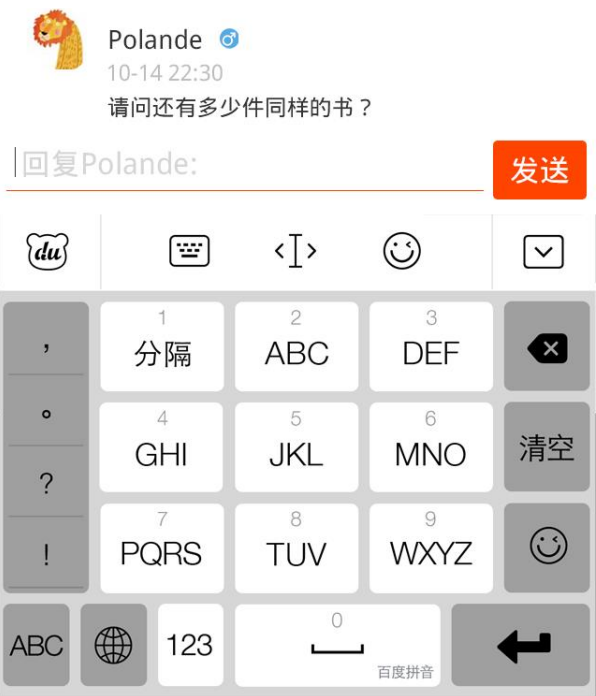 Polande
10-14 22:30
请问还有多少件同样的书？
回复Polande:
发送
du
, 1 2 3
分隔 ABC DEF
。 4 5 6
GHI JKL MNO 清空
? 7 8 9
! PQRS TUV WXYZ
ABC 123 0
百度拼音